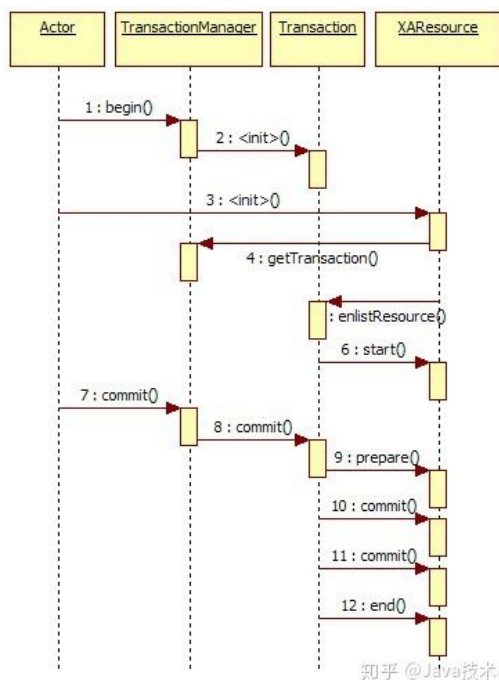 Actor TransactionManager Transaction XAResource
1 : begin()
2 : <init>()
3 : <init>()
4 : getTransaction()
: enlistResource()
6 : start()
7 : commit()
8 : commit()
9 : prepare()
10 : commit()
11 : commit()
12 : end()
知乎 @Java技术